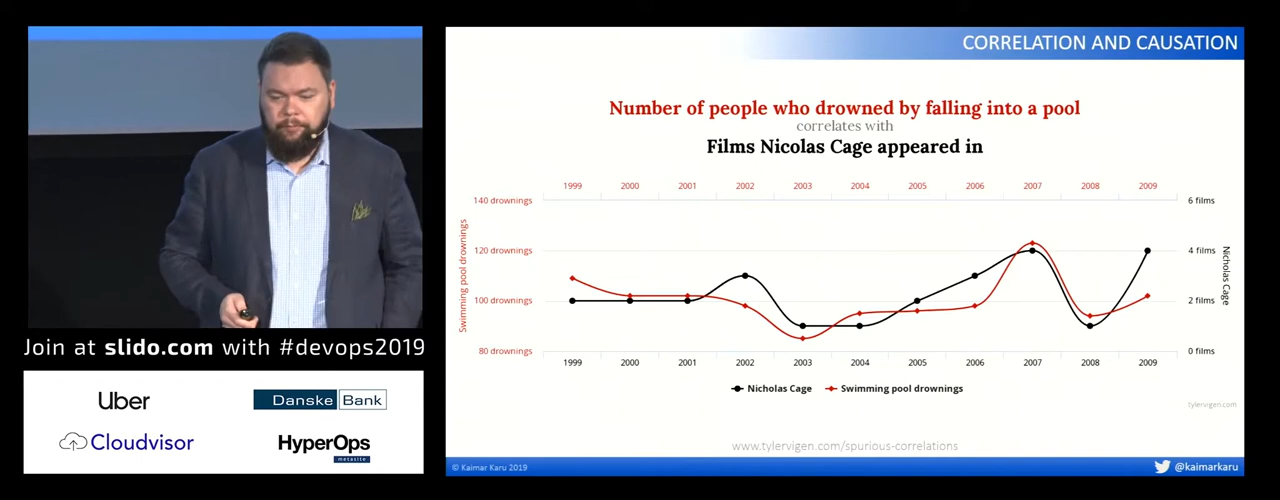 CORRELATION AND CAUSATION
Number of people who drowned by falling into a pool
correlates with
Films Nicolas Cage appeared in
1999 2000 2001 2002 2003 2004 2005 2006 2007 2008 2009
140 drownings
120 drownings
100 drownings
80 drownings
Swimming pool drownings
6 films
4 films
2 films
0 films
Nicholas Cage
1999 2000 2001 2002 2003 2004 2005 2006 2007 2008 2009
Nicholas Cage Swimming pool drownings
tylervigen.com
www.tylervigen.com/spurious-correlations
© Kaimar Karu 2019
@kaimarkaru
Join at slido.com with #devops2019
Uber
Danske Bank
Cloudvisor
HyperOps
metasite